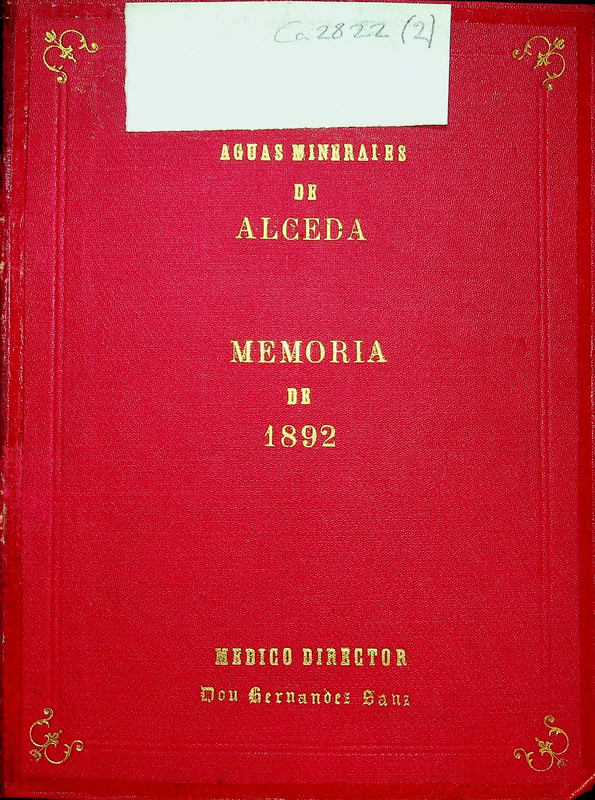 Ca 2822 (2)
AGUAS MINERALES
DE
ALCEDA
MEMORIA
DE
1892
MEDICO DIRECTOR
Don Hernandez Sanz